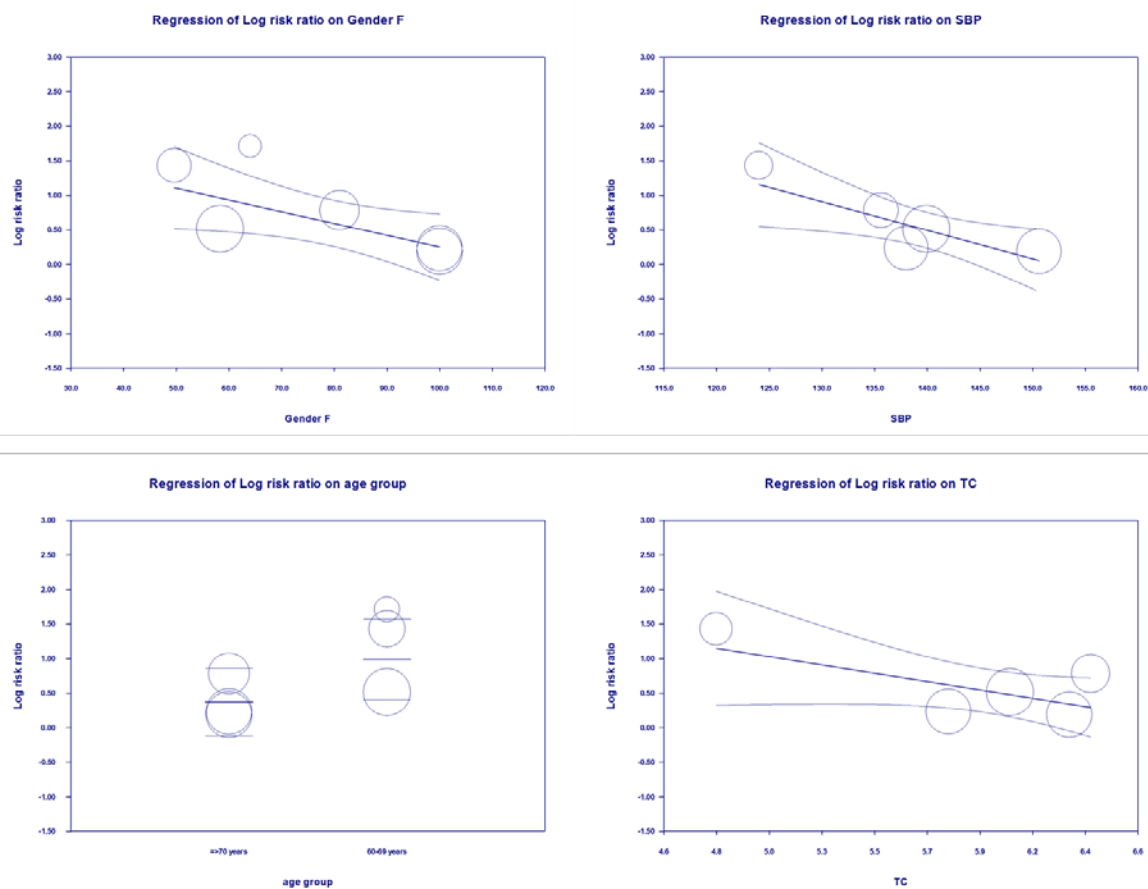 Regression of Log risk ratio on Gender F
3.00
2.50
2.00
1.50
1.00
0.50
0.00
-0.50
-1.00
-1.50
Log risk ratio
30.0 40.0 50.0 60.0 70.0 80.0 90.0 100.0 110.0 120.0
Gender F
Regression of Log risk ratio on SBP
3.00
2.50
2.00
1.50
1.00
0.50
0.00
-0.50
-1.00
-1.50
Log risk ratio
115.0 120.0 125.0 130.0 135.0 140.0 145.0 150.0 155.0 160.0
SBP
Regression of Log risk ratio on age group
3.00
2.50
2.00
1.50
1.00
0.50
0.00
-0.50
-1.00
-1.50
Log risk ratio
=>70 years 60-69 years
age group
Regression of Log risk ratio on TC
3.00
2.50
2.00
1.50
1.00
0.50
0.00
-0.50
-1.00
-1.50
Log risk ratio
4.6 4.8 5.0 5.3 5.5 5.7 5.9 6.2 6.4 6.6
TC